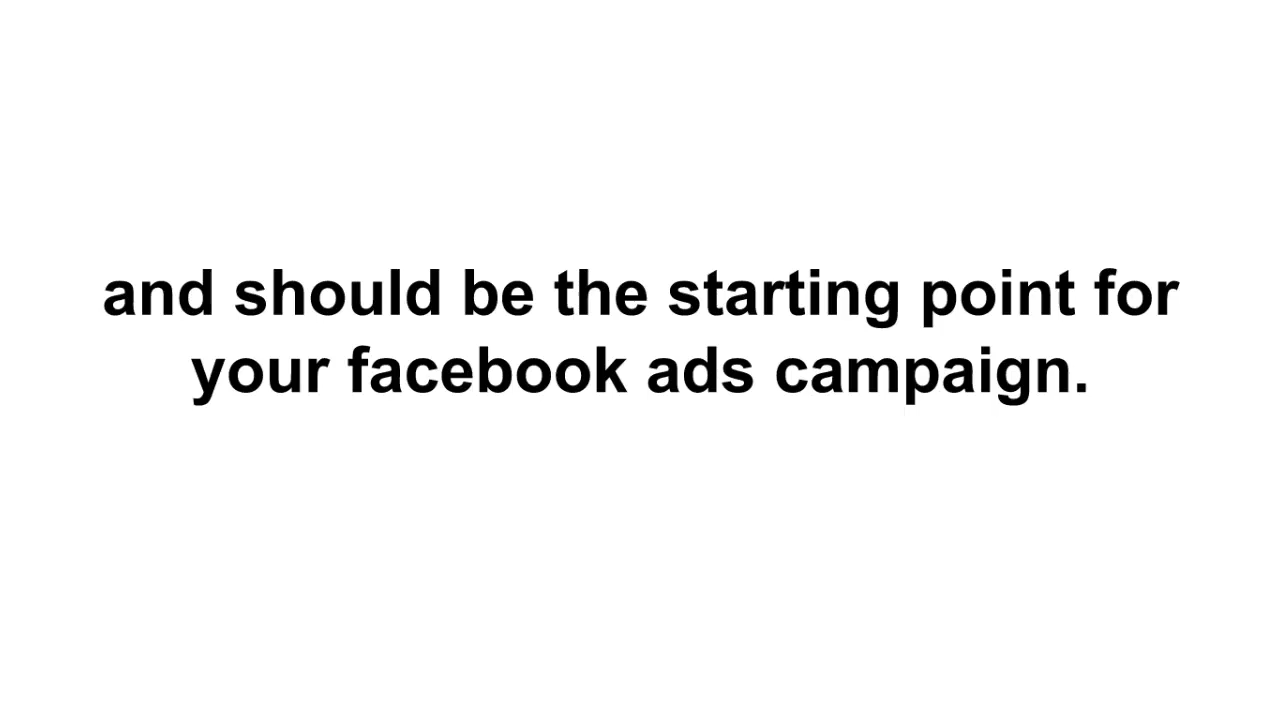 and should be the starting point for
your facebook ads campaign.